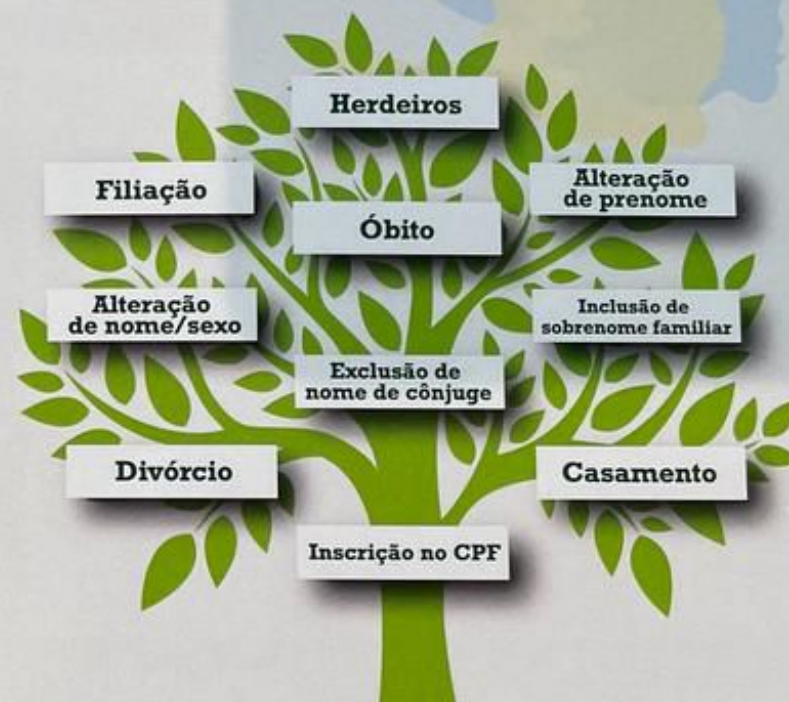 Herdeiros
Filiação
Alteração
de prenome
Óbito
Alteração
de nome/sexo
Inclusão de
sobrenome familiar
Exclusão de
nome de cônjuge
Divórcio
Casamento
Inscrição no CPF